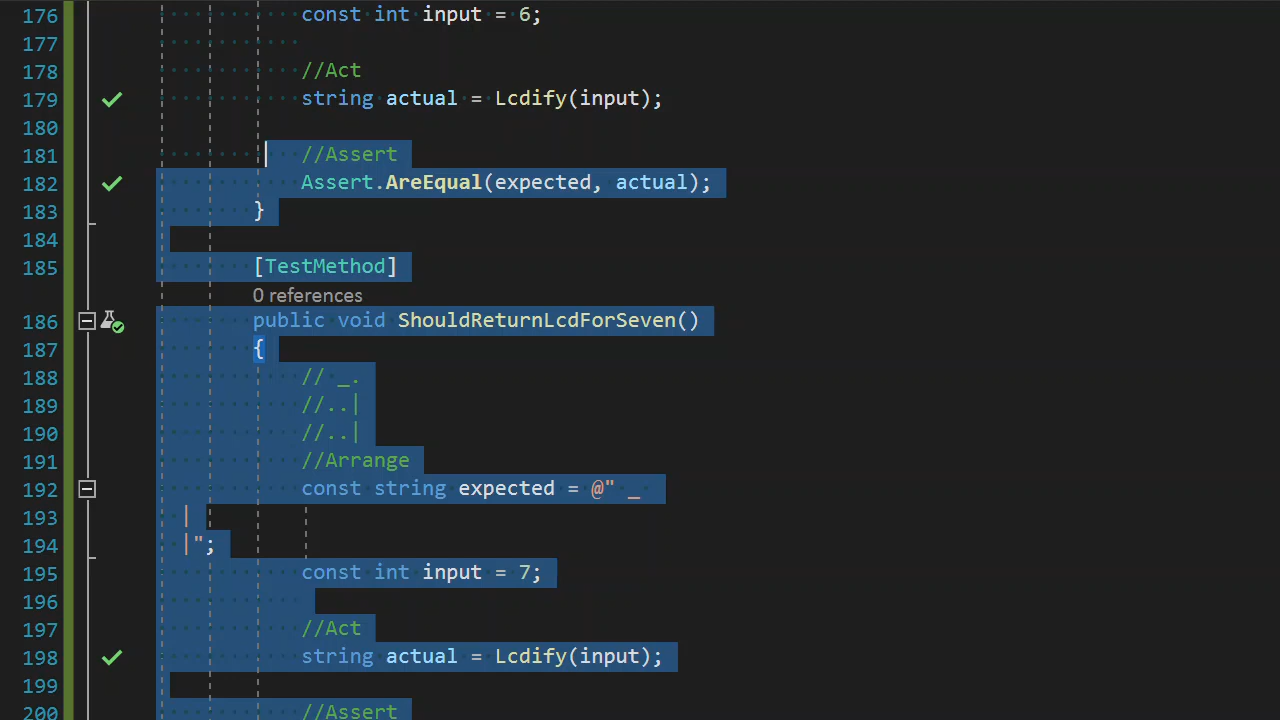 176 const int input = 6;
177
178 //Act
179 string actual = Lcdify(input);
180
181 //Assert
182 Assert.AreEqual(expected, actual);
183 }
184
185 [TestMethod]
0 references
186 public void ShouldReturnLcdForSeven()
187 {
188 // _.
189 //..|
190 //..|
191 //Arrange
192 const string expected = @" _
193   |
194   |";
195 const int input = 7;
196
197 //Act
198 string actual = Lcdify(input);
199
200 //Assert